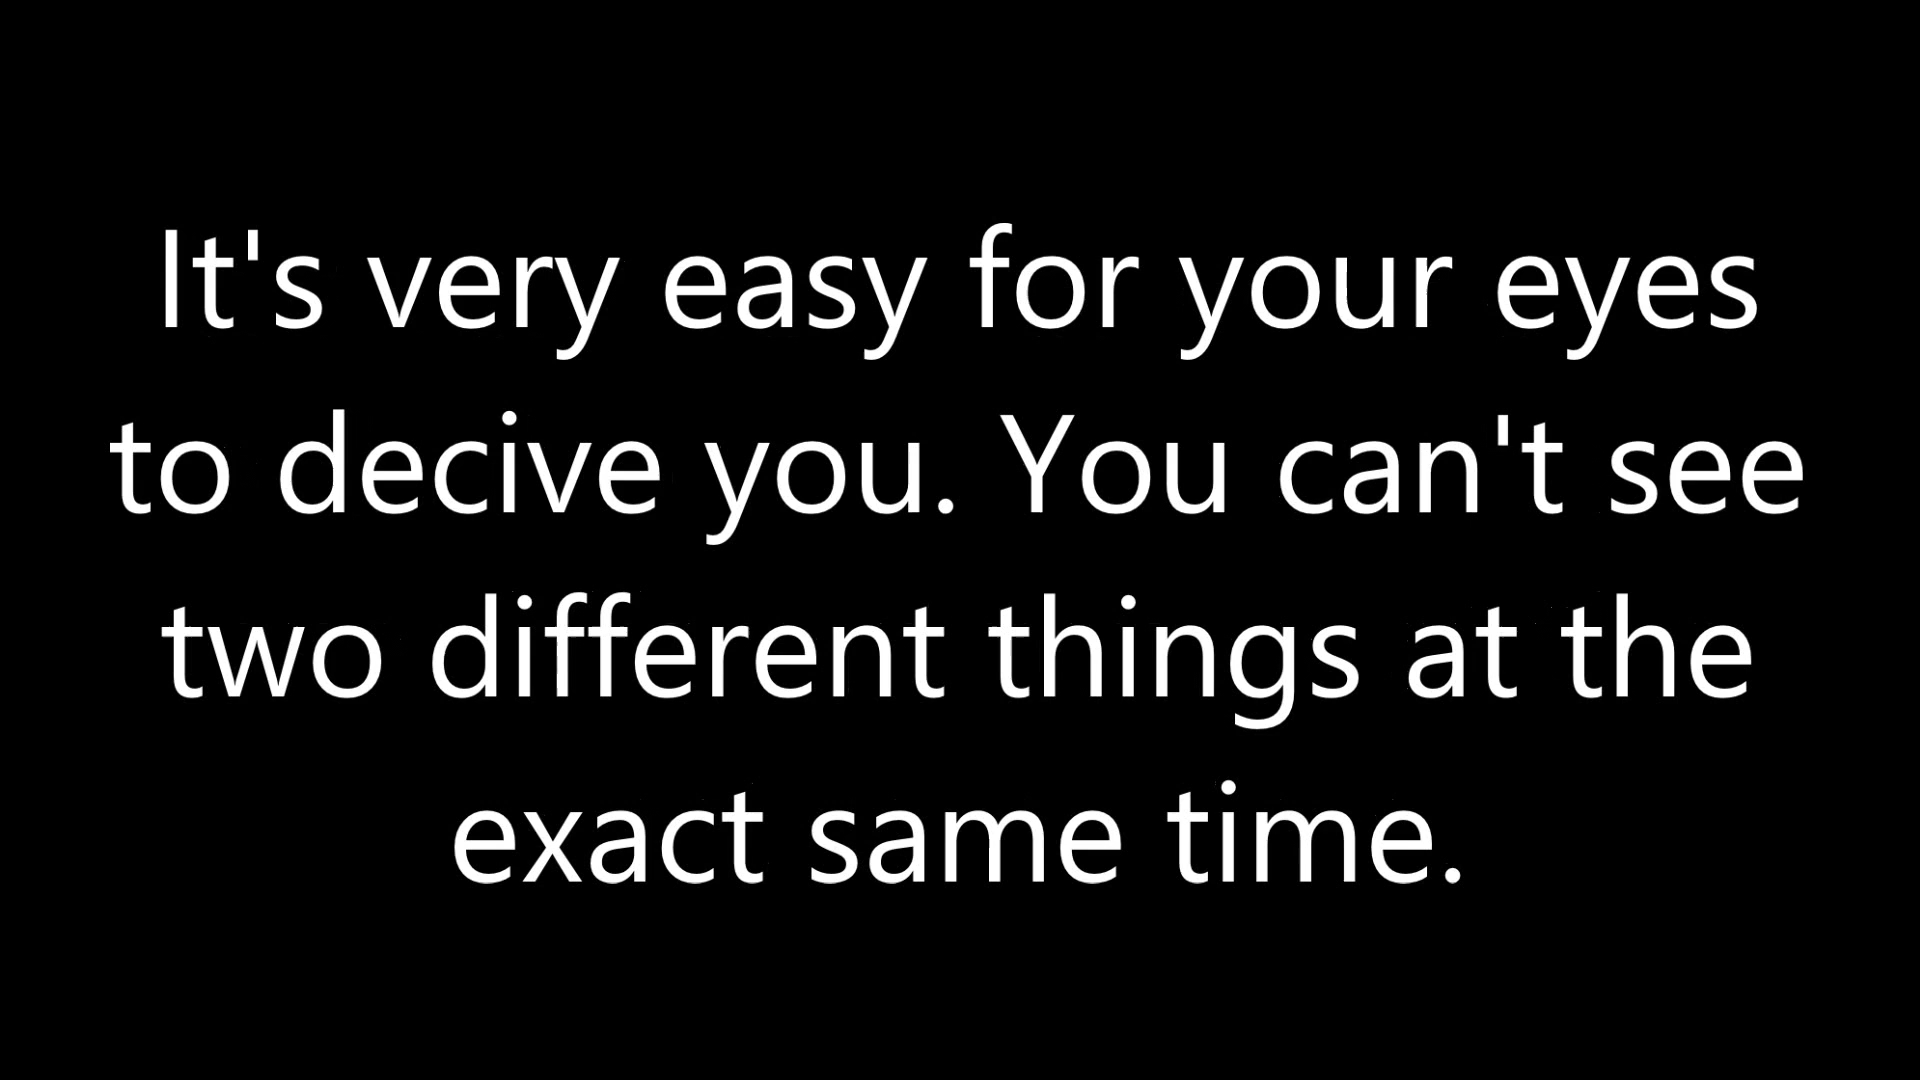 It's very easy for your eyes
to decive you. You can't see
two different things at the
exact same time.